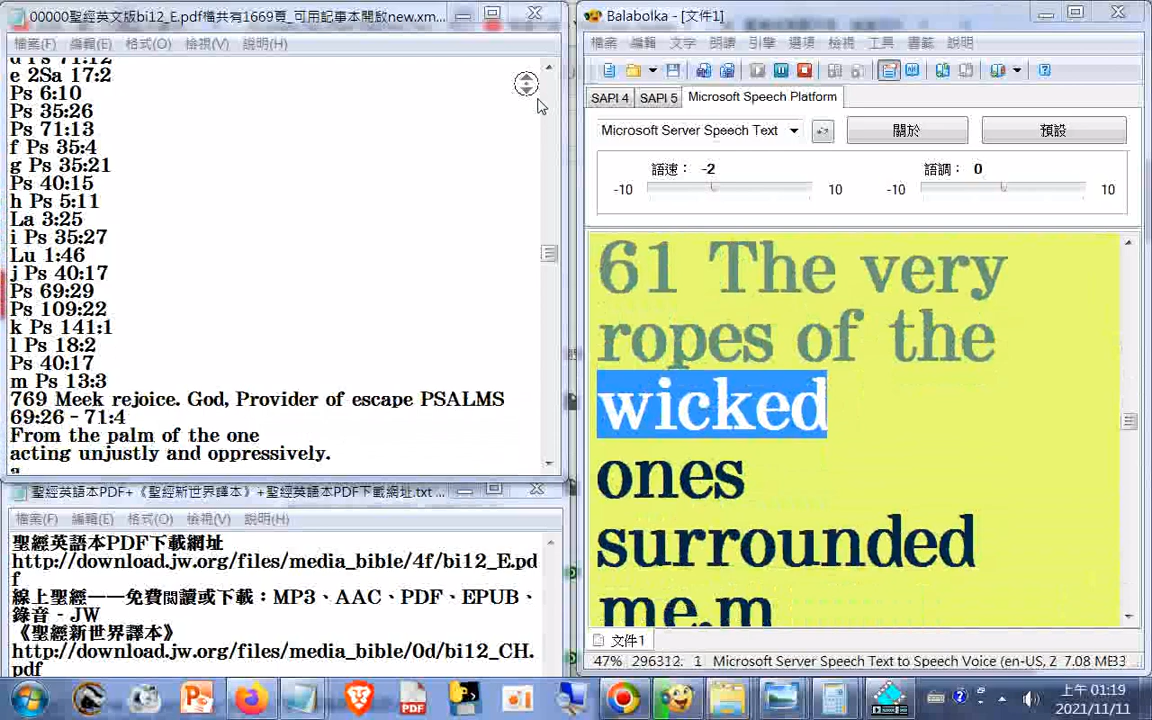 00000聖經英文版bi12_E.pdf檔共有1669頁_可用記事本開啟new.xm...
檔案(F) 編輯(E) 格式(O) 檢視(V) 說明(H)
d Ps 71:12
e 2Sa 17:2
Ps 6:10
Ps 35:26
Ps 71:13
f Ps 35:4
g Ps 35:21
Ps 40:15
h Ps 5:11
La 3:25
i Ps 35:27
Lu 1:46
j Ps 40:17
Ps 69:29
Ps 109:22
k Ps 141:1
l Ps 18:2
Ps 40:17
m Ps 13:3
769 Meek rejoice. God, Provider of escape PSALMS
69:26–71:4
From the palm of the one
acting unjustly and oppressively.
a
聖經英語本PDF+《聖經新世界譯本》+聖經英語本PDF下載網址.txt ...
檔案(F) 編輯(E) 格式(O) 檢視(V) 說明(H)
聖經英語本PDF下載網址
http://download.jw.org/files/media_bible/4f/bi12_E.pd
f
線上聖經——免費閱讀或下載：MP3、AAC、PDF、EPUB、
錄音 - JW
《聖經新世界譯本》
http://download.jw.org/files/media_bible/0d/bi12_CH.
pdf
Balabolka - [文件1]
檔案 編輯 文字 朗讀 引擎 選項 檢視 工具 書籤 說明
SAPI 4 SAPI 5 Microsoft Speech Platform
Microsoft Server Speech Text 關於 預設
語速： -2 語調： 0
-10 10 -10 10
61 The very
ropes of the
wicked
ones
surrounded
me.m
文件1
47% 296312: 1 Microsoft Server Speech Text to Speech Voice (en-US, Z 7.08 MB
上午 01:19
2021/11/11